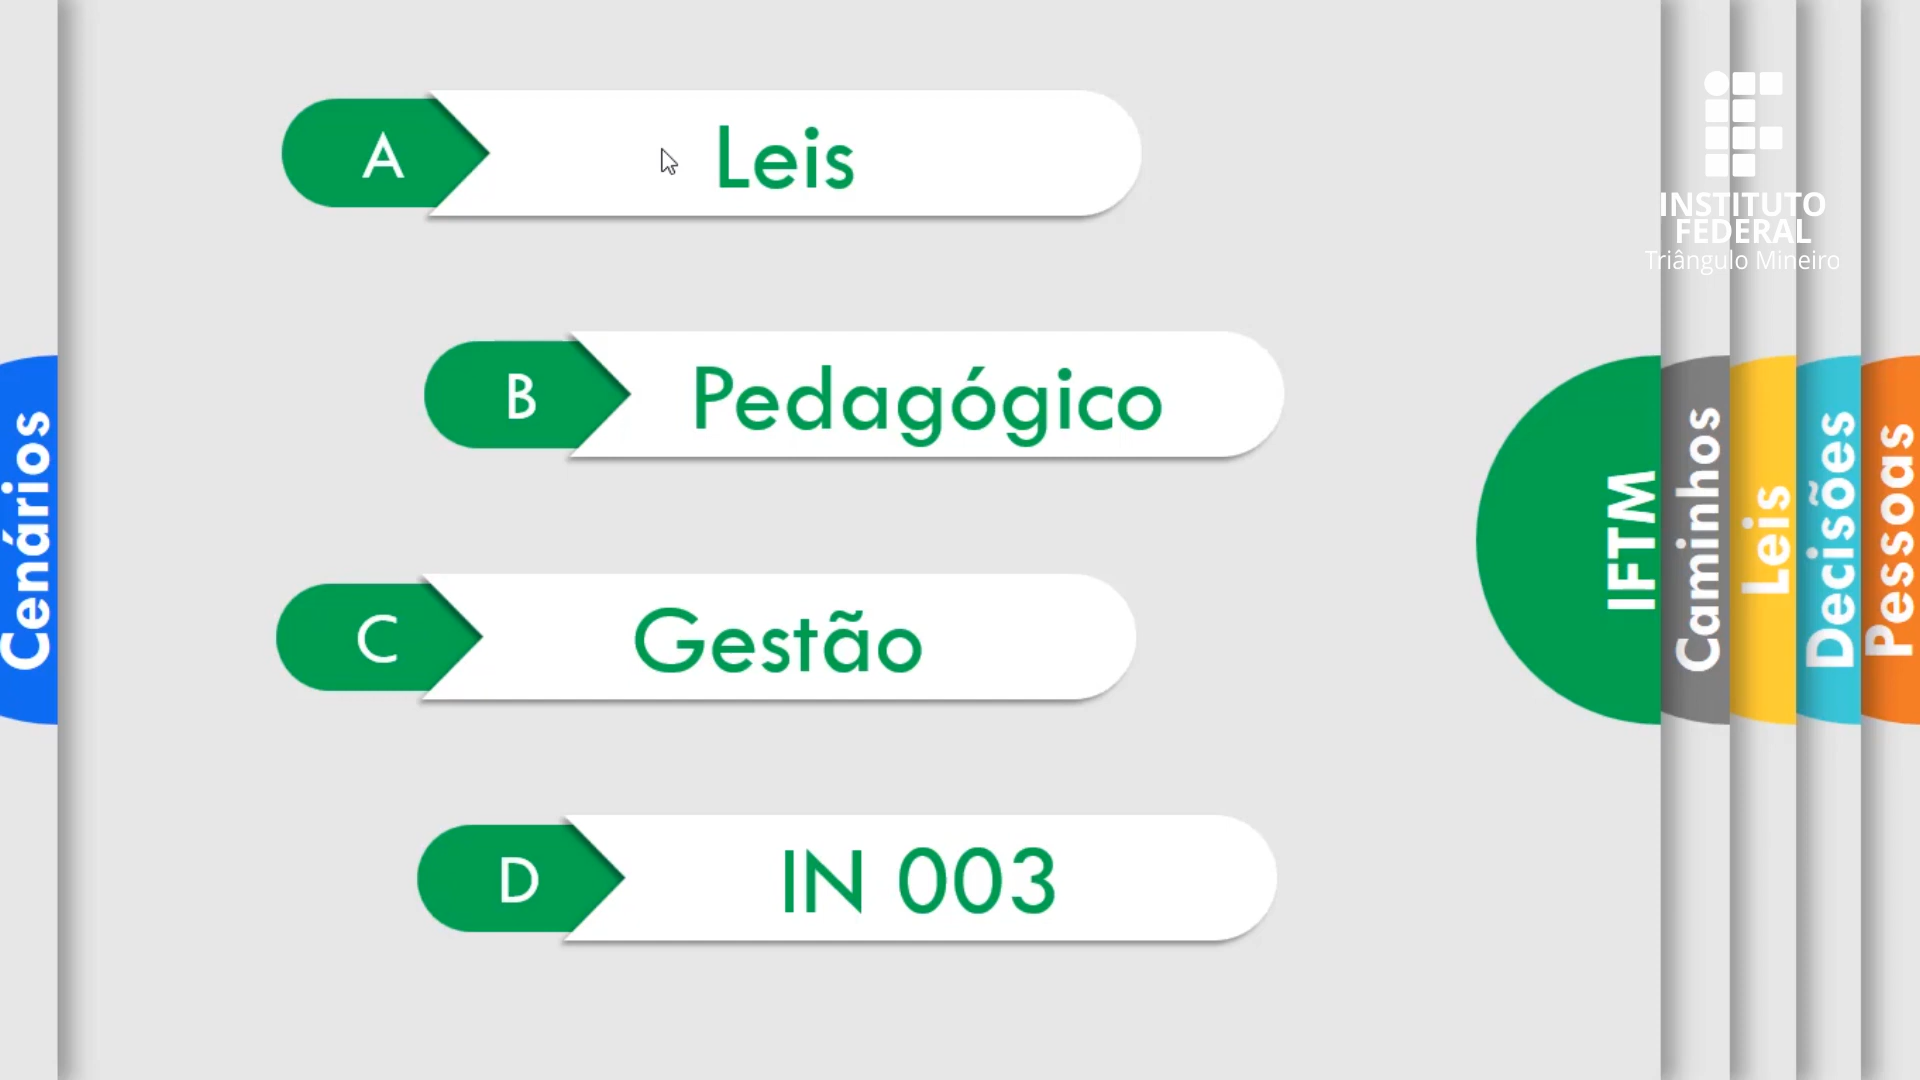 Cenários
A
Leis
B
Pedagógico
C
Gestão
D
IN 003
IFTM
Caminhos
Leis
Decisões
Pessoas
INSTITUTO
FEDERAL
Triângulo Mineiro